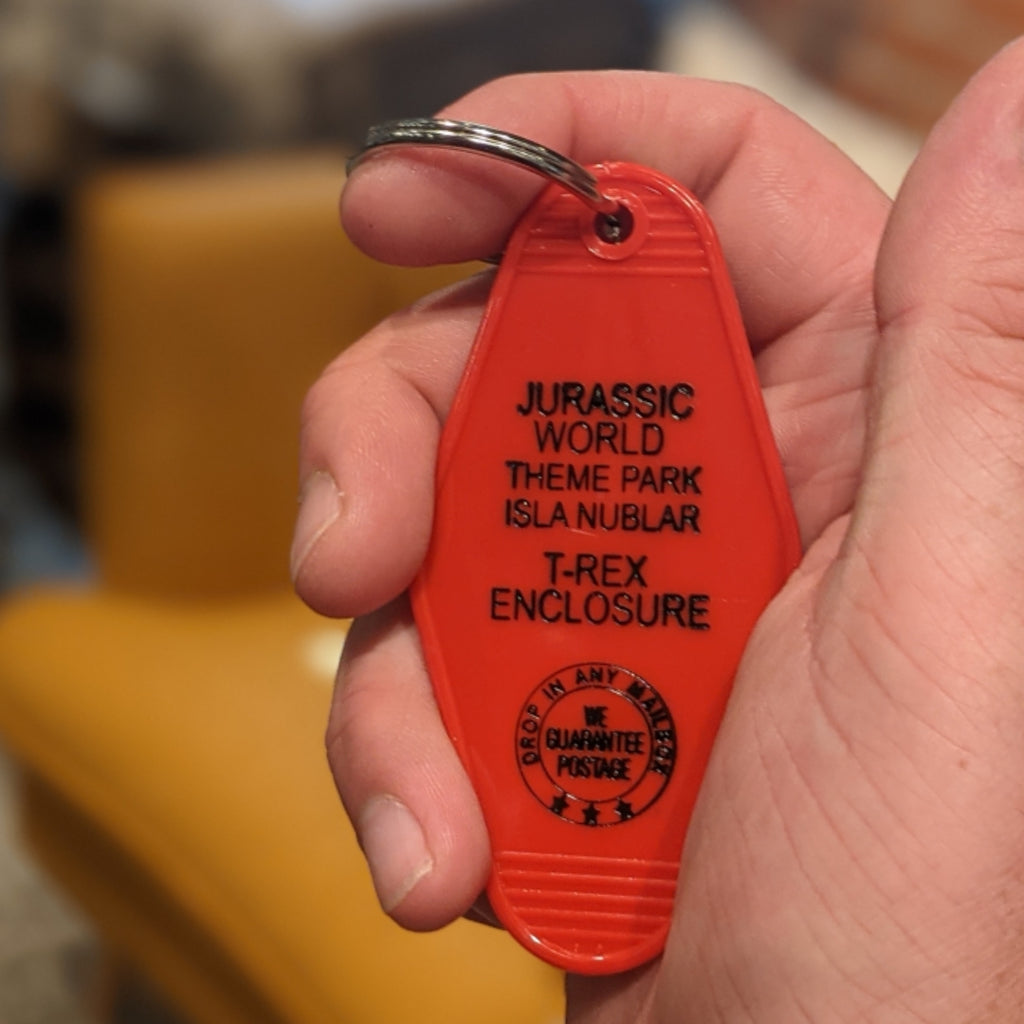 JURASSIC
WORLD
THEME PARK
ISLA NUBLAR
T-REX
ENCLOSURE
DROP IN ANY MAILBOX
WE
GUARANTEE
POSTAGE